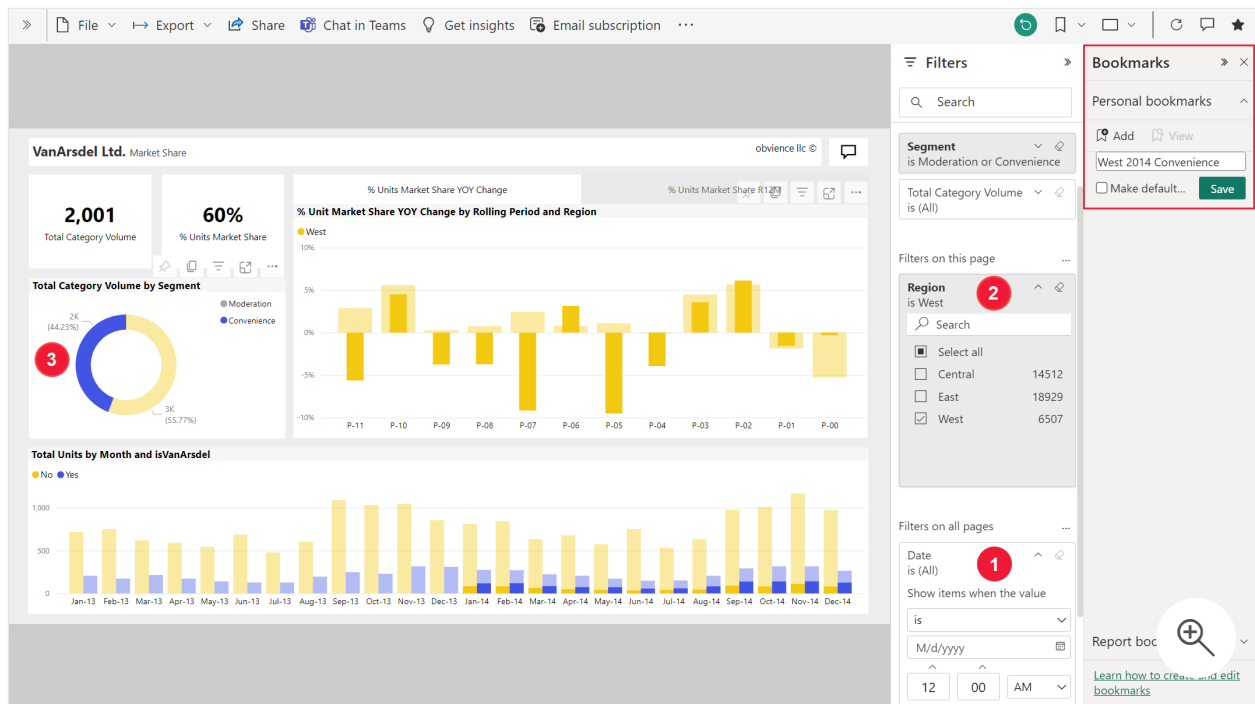 File
Export
Share
Chat in Teams
Get insights
Email subscription
VanArsdel Ltd. Market Share
obvience llc ©
2,001
Total Category Volume
60%
% Units Market Share
% Units Market Share YOY Change
% Units Market Share R12M
% Unit Market Share YOY Change by Rolling Period and Region
West
10%
5%
0%
-5%
-10%
P-11 P-10 P-09 P-08 P-07 P-06 P-05 P-04 P-03 P-02 P-01 P-00
Total Category Volume by Segment
Moderation
Convenience
2K
(44.23%)
3
3K
(55.77%)
Total Units by Month and isVanArsdel
No Yes
1,000
500
0
Jan-13 Feb-13 Mar-13 Apr-13 May-13 Jun-13 Jul-13 Aug-13 Sep-13 Oct-13 Nov-13 Dec-13 Jan-14 Feb-14 Mar-14 Apr-14 May-14 Jun-14 Jul-14 Aug-14 Sep-14 Oct-14 Nov-14 Dec-14
Filters
Search
Segment
is Moderation or Convenience
Total Category Volume
is (All)
Filters on this page
Region
is West
2
Search
Select all
Central 14512
East 18929
West 6507
Filters on all pages
Date
is (All)
1
Show items when the value
is
M/d/yyyy
12 00 AM
Bookmarks
Personal bookmarks
Add View
West 2014 Convenience
Make default... Save
Report
Learn how to create and edit
bookmarks